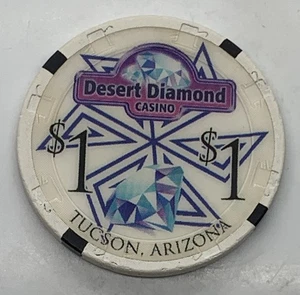 Desert Diamond
CASINO
$1 $1
TUCSON, ARIZONA